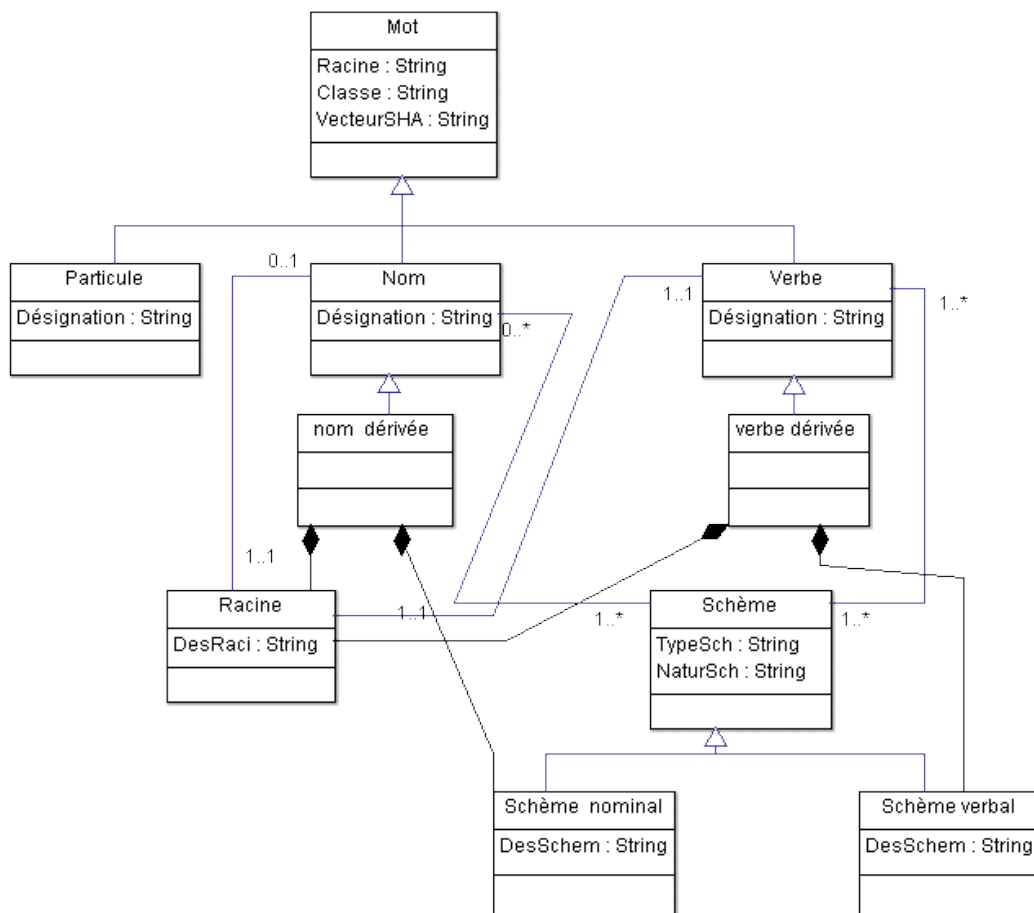 Mot
Racine : String
Classe : String
VecteurSHA : String
Particule
Désignation : String
0..1
Nom
Désignation : String
0..*
Verbe
1..1
Désignation : String
1..*
nom dérivée
verbe dérivée
1..1
Racine
DesRaci : String
1..1
1..*
Schème
TypeSch : String
NaturSch : String
1..*
Schème nominal
DesSchem : String
Schème verbal
DesSchem : String